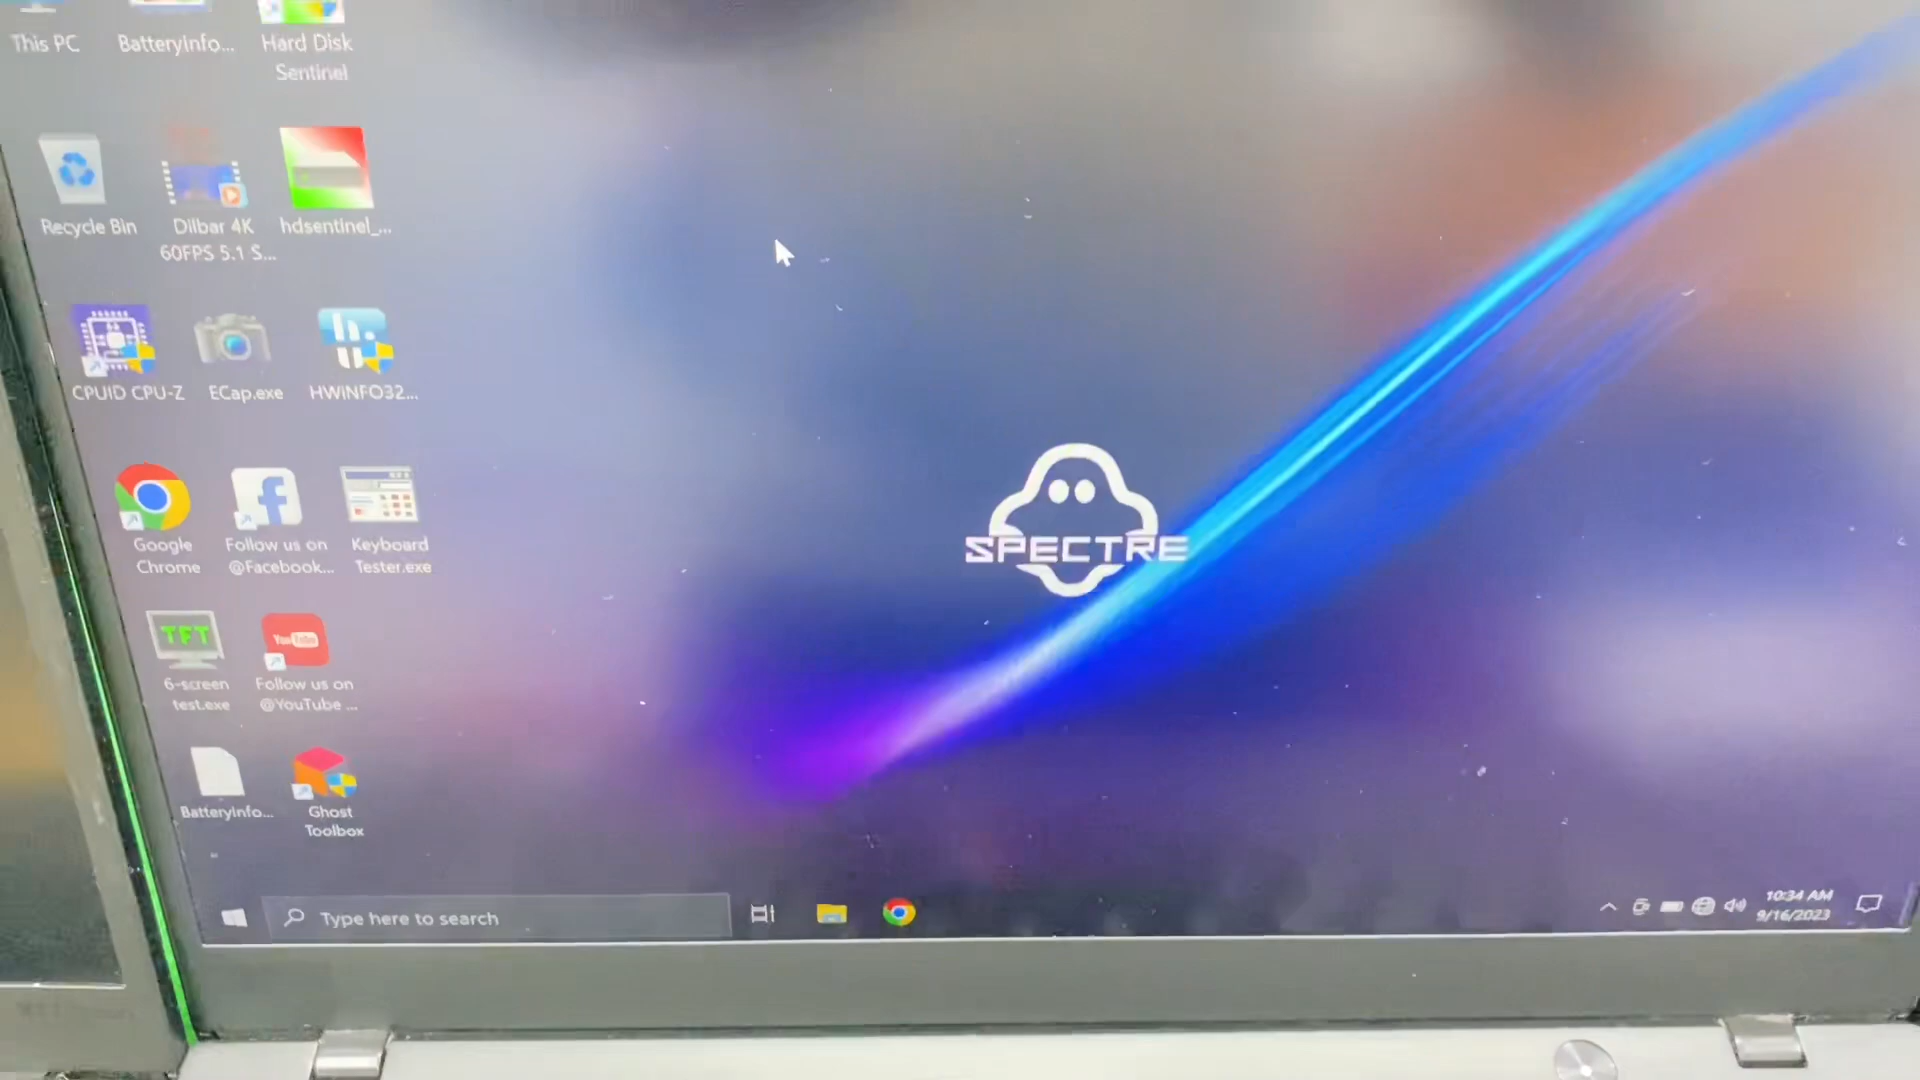 This PC
BatteryInfo...
Hard Disk
Sentinel
Recycle Bin
Dilbar 4K
60FPS 5.1 S...
hdsentinel_...
CPUID CPU-Z
ECap.exe
HWiNFO32...
Google
Chrome
Follow us on
@Facebook...
Keyboard
Tester.exe
SPECTRE
TFT
6-screen
test.exe
YouTube
Follow us on
@YouTube ...
BatteryInfo...
Ghost
Toolbox
Type here to search
10:34 AM
9/16/2023